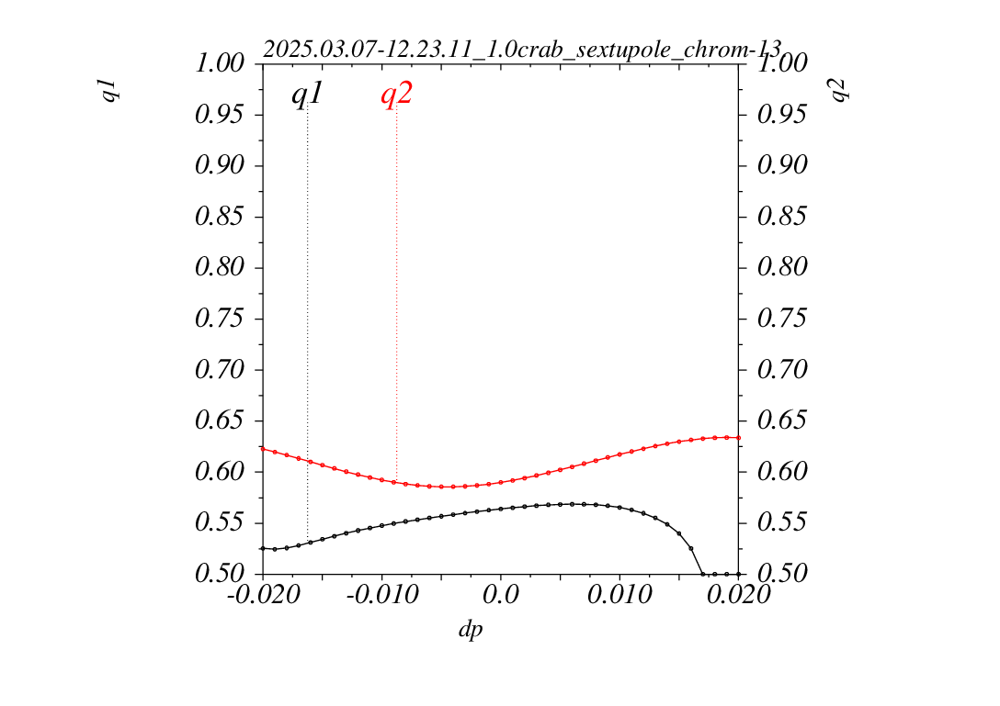 2025.03.07-12.23.11_1.0crab_sextupole_chrom-13
q1
q2
q1
q2
1.00 1.00
0.95 0.95
0.90 0.90
0.85 0.85
0.80 0.80
0.75 0.75
0.70 0.70
0.65 0.65
0.60 0.60
0.55 0.55
0.50 0.50
-0.020 -0.010 0.0 0.010 0.020
dp